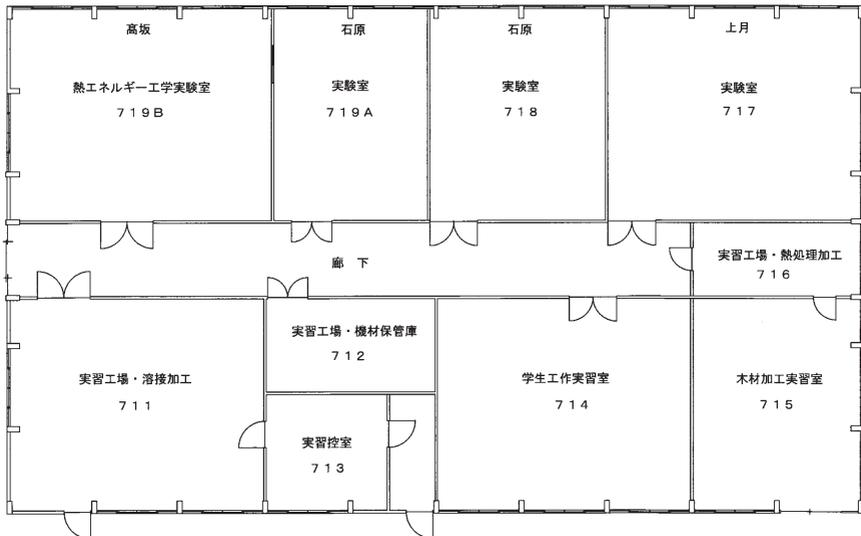 髙坂
熱エネルギー工学実験室
719B
石原
実験室
719A
石原
実験室
718
上月
実験室
717
廊下
実習工場・熱処理加工
716
実習工場・溶接加工
711
実習工場・機材保管庫
712
実習控室
713
学生工作実習室
714
木材加工実習室
715